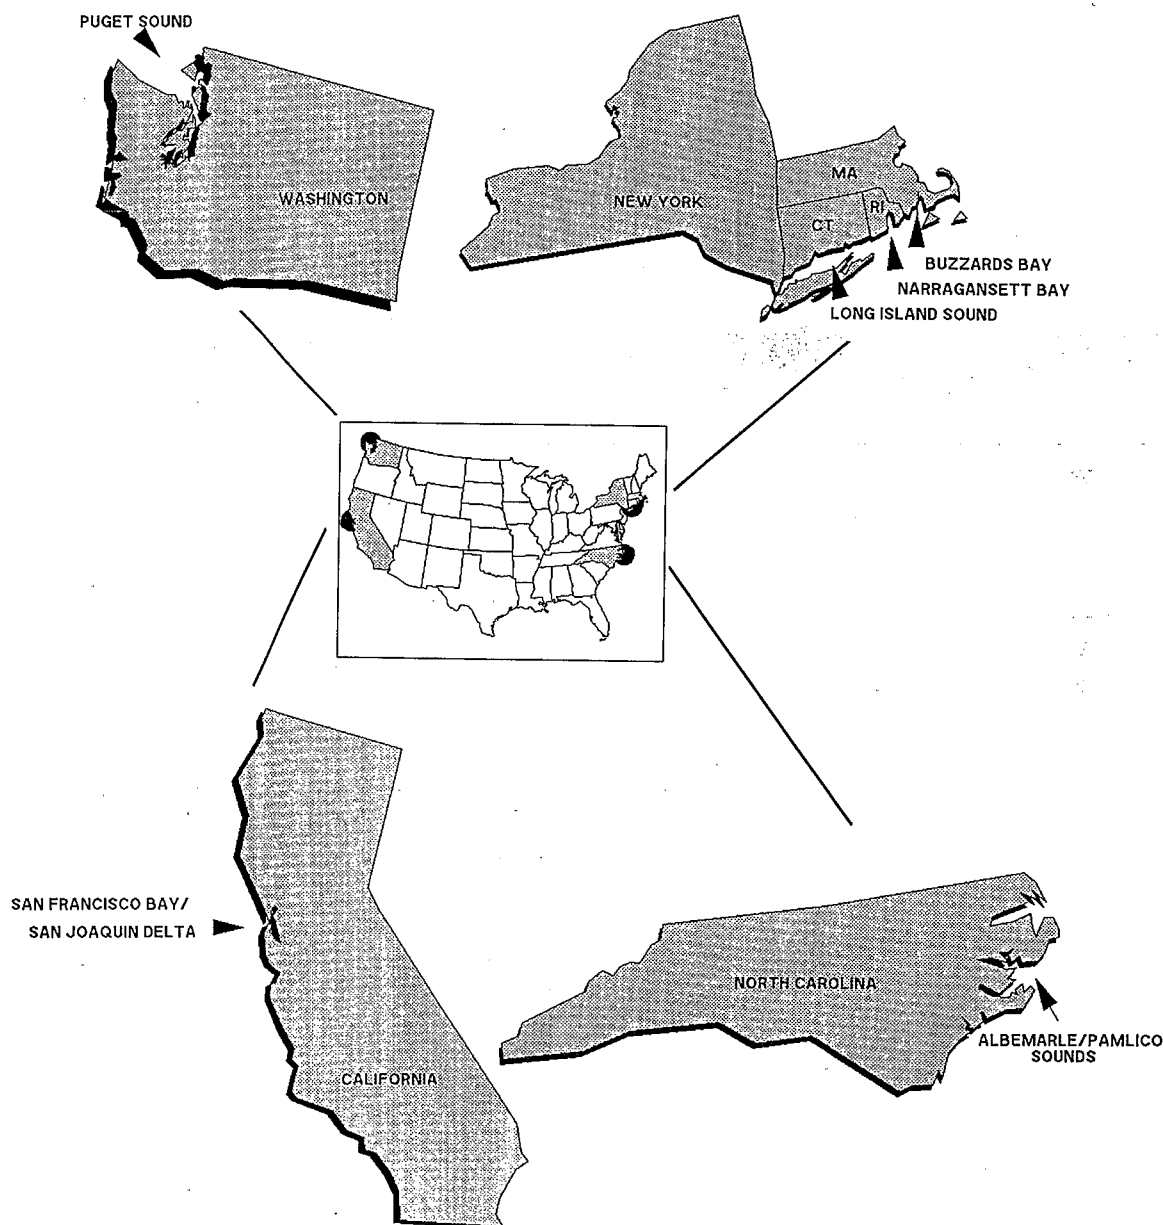 PUGET SOUND
WASHINGTON
NEW YORK
MA
CT
RI
BUZZARDS BAY
NARRAGANSETT BAY
LONG ISLAND SOUND
SAN FRANCISCO BAY/
SAN JOAQUIN DELTA
CALIFORNIA
NORTH CAROLINA
ALBEMARLE/PAMLICO
SOUNDS